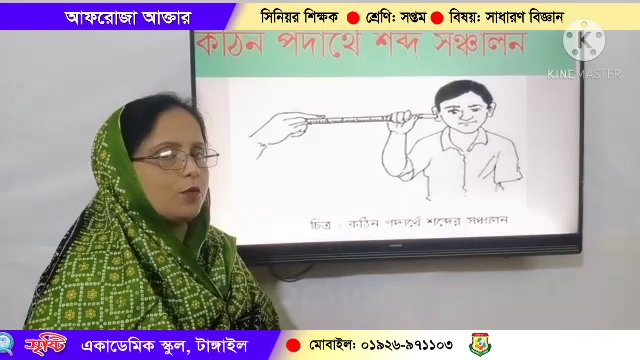 আফরোজা আক্তার
সিনিয়র শিক্ষক ● শ্রেণি: সপ্তম ● বিষয়: সাধারণ বিজ্ঞান
কঠিন পদার্থে শব্দ সঞ্চালন
KINEMASTER
চিত্র : কঠিন পদার্থে শব্দের সঞ্চালন
সৃষ্টি একাডেমিক স্কুল, টাঙ্গাইল ● মোবাইল: ০১৯২৬-৯৭১১০৩